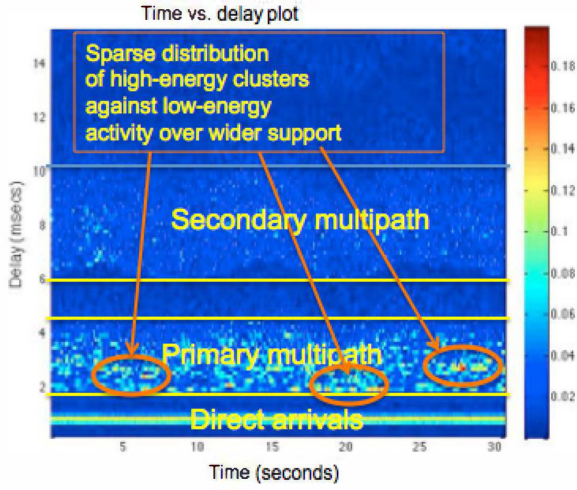 Time vs. delay plot
Sparse distribution
of high-energy clusters
against low-energy
activity over wider support
Secondary multipath
Primary multipath
Direct arrivals
Delay (msecs)
14
12
10
8
6
4
2
5
10
15
20
25
30
Time (seconds)
0.18
0.16
0.14
0.12
0.1
0.08
0.06
0.04
0.02